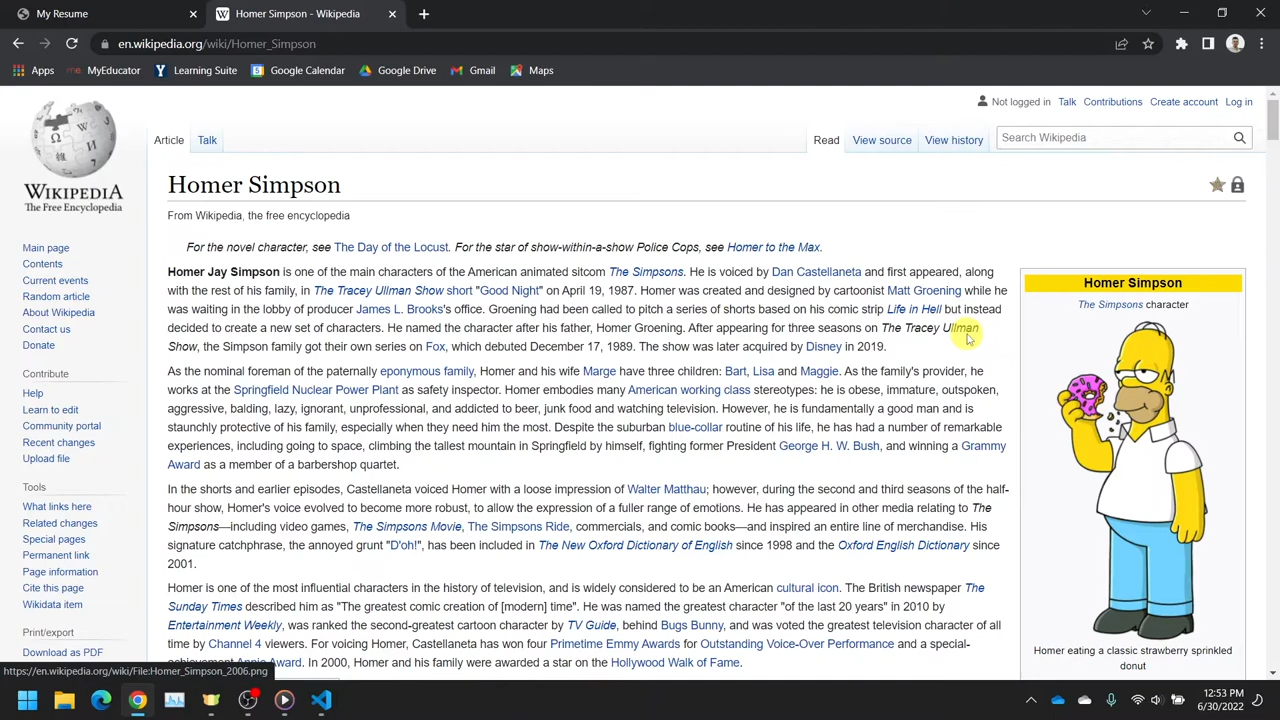 My Resume
Homer Simpson - Wikipedia
en.wikipedia.org/wiki/Homer_Simpson
Apps
me MyEducator
Learning Suite
Google Calendar
Google Drive
Gmail
Maps
Not logged in Talk Contributions Create account Log in
Article Talk
Read View source View history
Search Wikipedia
WIKIPEDIA
The Free Encyclopedia
Main page
Contents
Current events
Random article
About Wikipedia
Contact us
Donate
Contribute
Help
Learn to edit
Community portal
Recent changes
Upload file
Tools
What links here
Related changes
Special pages
Permanent link
Page information
Cite this page
Wikidata item
Print/export
Download as PDF
Homer Simpson
From Wikipedia, the free encyclopedia
For the novel character, see The Day of the Locust. For the star of show-within-a-show Police Cops, see Homer to the Max.
Homer Jay Simpson is one of the main characters of the American animated sitcom The Simpsons. He is voiced by Dan Castellaneta and first appeared, along
with the rest of his family, in The Tracey Ullman Show short "Good Night" on April 19, 1987. Homer was created and designed by cartoonist Matt Groening while he
was waiting in the lobby of producer James L. Brooks's office. Groening had been called to pitch a series of shorts based on his comic strip Life in Hell but instead
decided to create a new set of characters. He named the character after his father, Homer Groening. After appearing for three seasons on The Tracey Ullman
Show, the Simpson family got their own series on Fox, which debuted December 17, 1989. The show was later acquired by Disney in 2019.
As the nominal foreman of the paternally eponymous family, Homer and his wife Marge have three children: Bart, Lisa and Maggie. As the family's provider, he
works at the Springfield Nuclear Power Plant as safety inspector. Homer embodies many American working class stereotypes: he is obese, immature, outspoken,
aggressive, balding, lazy, ignorant, unprofessional, and addicted to beer, junk food and watching television. However, he is fundamentally a good man and is
staunchly protective of his family, especially when they need him the most. Despite the suburban blue-collar routine of his life, he has had a number of remarkable
experiences, including going to space, climbing the tallest mountain in Springfield by himself, fighting former President George H. W. Bush, and winning a Grammy
Award as a member of a barbershop quartet.
In the shorts and earlier episodes, Castellaneta voiced Homer with a loose impression of Walter Matthau; however, during the second and third seasons of the half-
hour show, Homer's voice evolved to become more robust, to allow the expression of a fuller range of emotions. He has appeared in other media relating to The
Simpsons—including video games, The Simpsons Movie, The Simpsons Ride, commercials, and comic books—and inspired an entire line of merchandise. His
signature catchphrase, the annoyed grunt "D'oh!", has been included in The New Oxford Dictionary of English since 1998 and the Oxford English Dictionary since
2001.
Homer is one of the most influential characters in the history of television, and is widely considered to be an American cultural icon. The British newspaper The
Sunday Times described him as "The greatest comic creation of [modern] time". He was named the greatest character "of the last 20 years" in 2010 by
Entertainment Weekly, was ranked the second-greatest cartoon character by TV Guide, behind Bugs Bunny, and was voted the greatest television character of all
time by Channel 4 viewers. For voicing Homer, Castellaneta has won four Primetime Emmy Awards for Outstanding Voice-Over Performance and a special-
achievement Annie Award. In 2000, Homer and his family were awarded a star on the Hollywood Walk of Fame.
Homer Simpson
The Simpsons character
Homer eating a classic strawberry sprinkled
donut
https://en.wikipedia.org/wiki/File:Homer_Simpson_2006.png
12:53 PM
6/30/2022